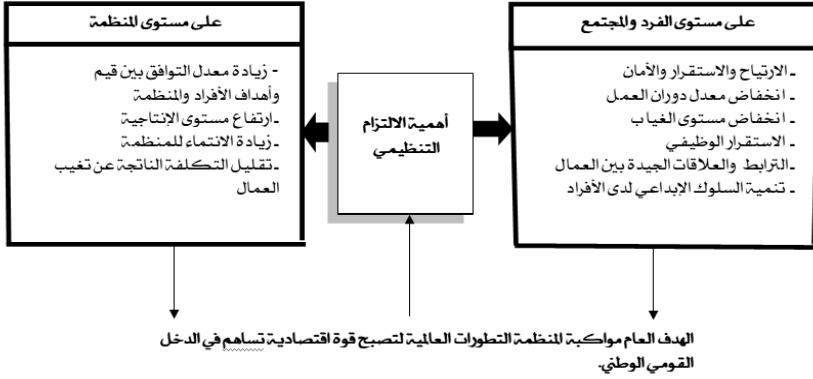 على مستوى الفرد والمجتمع
ـ الارتياح والاستقرار والأمان
ـ انخفاض معدل دوران العمل
ـ انخفاض مستوى الغياب
ـ الاستقرار الوظيفي
ـ الترابط والعلاقات الجيدة بين العمال
ـ تنمية السلوك الإبداعي لدى الأفراد
أهمية الالتزام
التنظيمي
على مستوى المنظمة
- زيادة معدل التوافق بين قيم
وأهداف الأفراد والمنظمة
ـ ارتفاع مستوى الإنتاجية
ـ زيادة الانتماء للمنظمة
ـ تقليل التكلفة الناتجة عن تغيب
العمال
الهدف العام مواكبة المنظمة التطورات العالمية لتصبح قوة اقتصادية تساهم في الدخل
القومي الوطني.